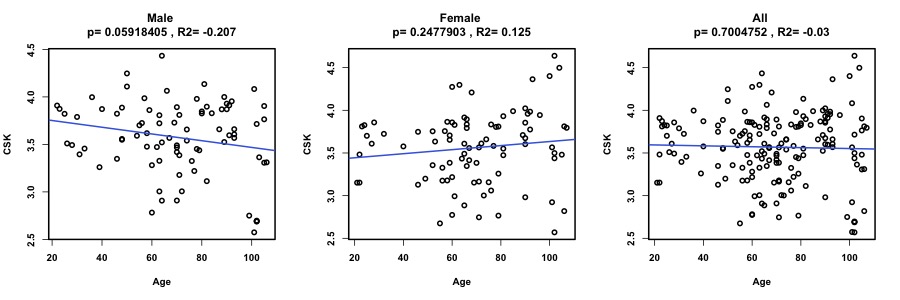 Male
p= 0.05918405 , R2= -0.207
CSK
4.5
4.0
3.5
3.0
2.5
20 40 60 80 100
Age
Female
p= 0.2477903 , R2= 0.125
CSK
4.5
4.0
3.5
3.0
2.5
20 40 60 80 100
Age
All
p= 0.7004752 , R2= -0.03
CSK
4.5
4.0
3.5
3.0
2.5
20 40 60 80 100
Age